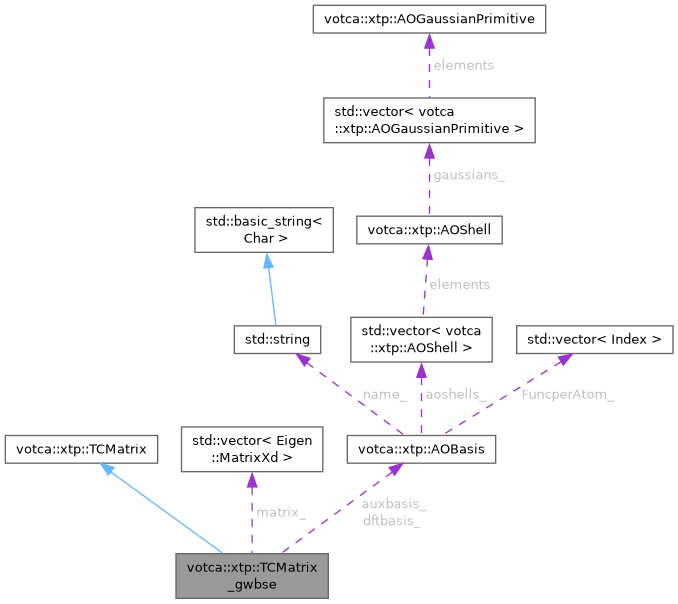 votca::xtp::AOGaussianPrimitive
elements
std::vector< votca
::xtp::AOGaussianPrimitive >
gaussians_
std::basic_string<
Char >
votca::xtp::AOShell
elements
std::string
std::vector< votca
::xtp::AOShell >
std::vector< Index >
name_
aoshells_
FuncperAtom_
votca::xtp::TCMatrix
std::vector< Eigen
::MatrixXd >
votca::xtp::AOBasis
matrix_
auxbasis_
dftbasis_
votca::xtp::TCMatrix
_gwbse